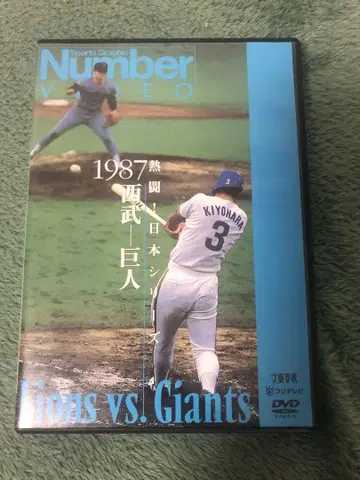 Sports Graphic
Number
VIDEO
熱闘!日本シリーズ
1987
西武―巨人
KIYOHARA
3
Lions vs. Giants
文藝春秋
フジテレビ
DVD